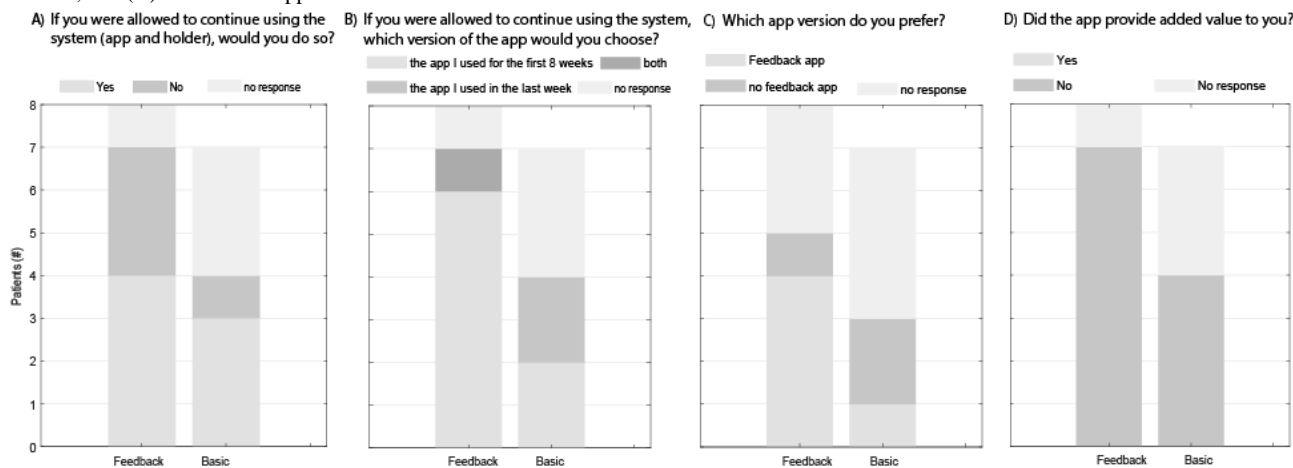 A) If you were allowed to continue using the
system (app and holder), would you do so?
Yes No no response
B) If you were allowed to continue using the system,
which version of the app would you choose?
the app I used for the first 8 weeks both
the app I used in the last week no response
C) Which app version do you prefer?
Feedback app
no feedback app no response
D) Did the app provide added value to you?
Yes
No No response
Patients (#)
8
7
6
5
4
3
2
1
0
Feedback Basic
Feedback Basic
Feedback Basic
Feedback Basic